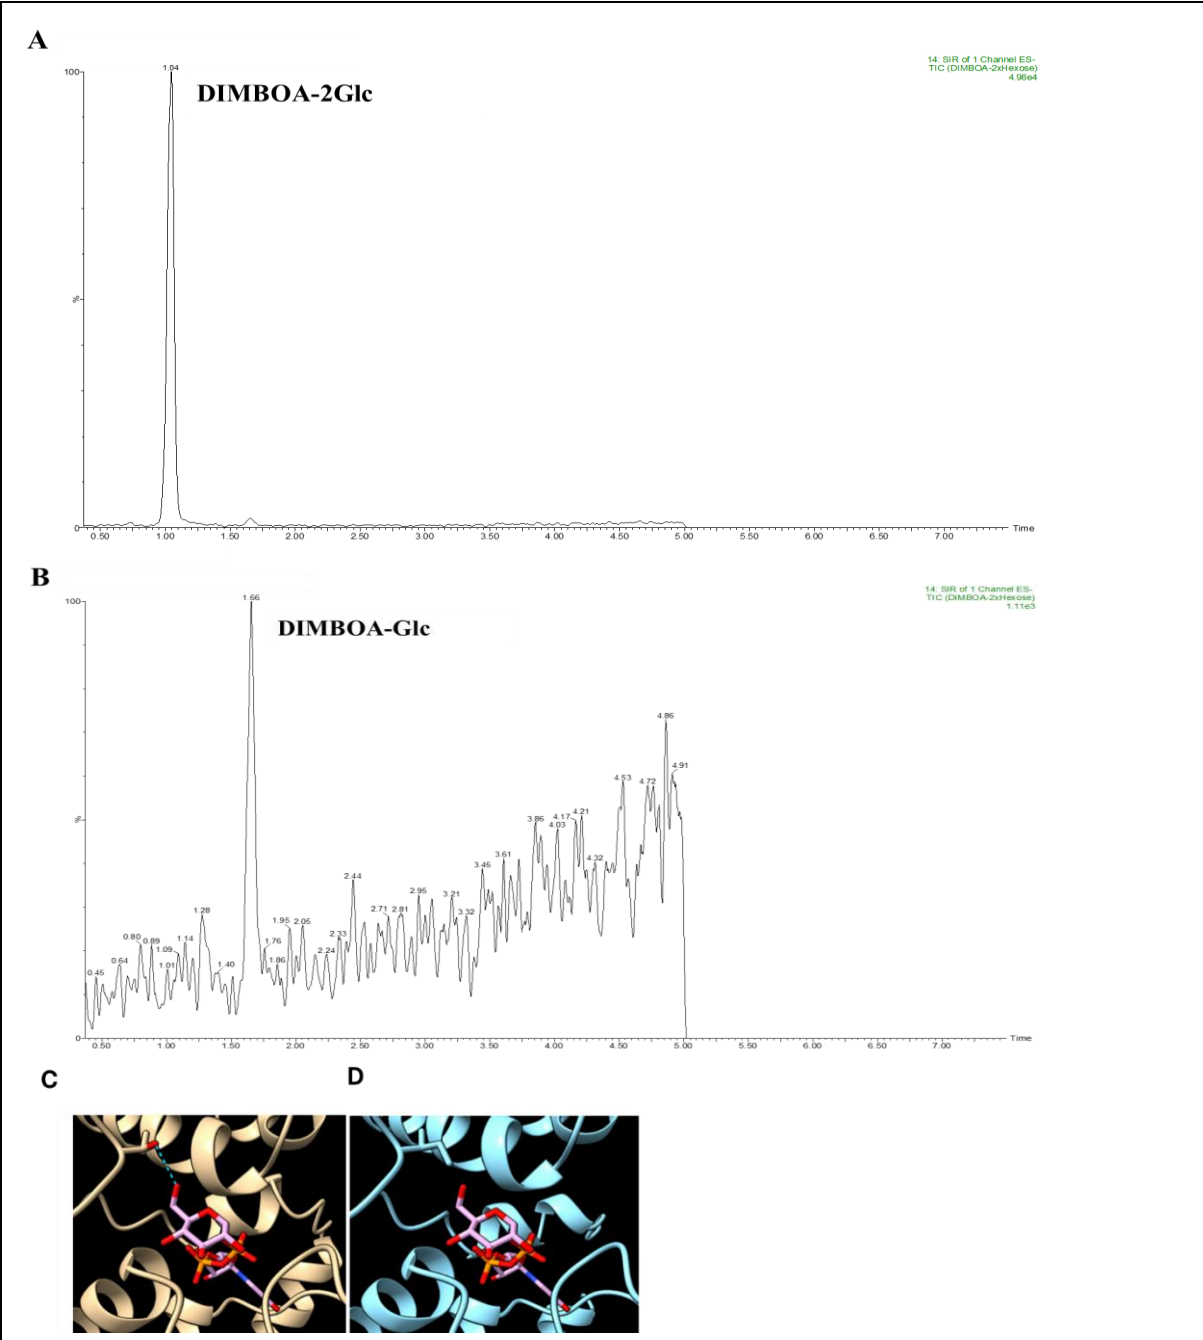 A
14: SIR of 1 Channel ES-
TIC (DIMBOA-2xHexose)
4.98e4
1.04
DIMBOA-2Glc
100
%
0
0.50 1.00 1.50 2.00 2.50 3.00 3.50 4.00 4.50 5.00 5.50 6.00 6.50 7.00 Time
B
14: SIR of 1 Channel ES-
TIC (DIMBOA-2xHexose)
1.11e3
1.66
DIMBOA-Glc
100
%
0
0.45 0.64 0.80 0.89 1.01 1.09 1.14 1.28 1.40 1.76 1.86 1.95 2.05 2.24 2.33 2.44 2.71 2.81 2.95 3.21 3.32 3.45 3.61 3.86 4.03 4.17 4.21 4.32 4.53 4.72 4.86 4.91
0.50 1.00 1.50 2.00 2.50 3.00 3.50 4.00 4.50 5.00 5.50 6.00 6.50 7.00 Time
C D